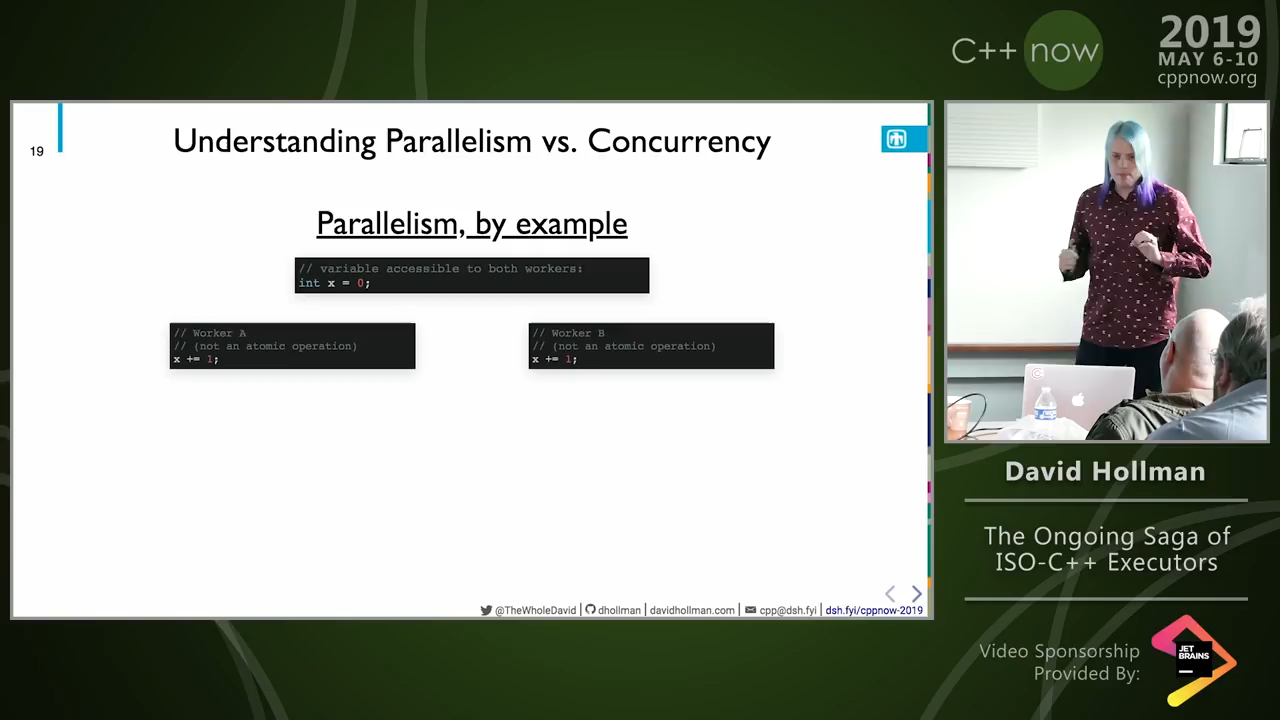 C++ now
2019
MAY 6-10
cppnow.org
19
Understanding Parallelism vs. Concurrency
Parallelism, by example
// variable accessible to both workers:
int x = 0;
// Worker A
// (not an atomic operation)
x += 1;
// Worker B
// (not an atomic operation)
x += 1;
@TheWholeDavid | dhollman | davidhollman.com | cpp@dsh.fyi | dsh.fyi/cppnow-2019
David Hollman
The Ongoing Saga of
ISO-C++ Executors
Video Sponsorship
Provided By:
JET
BRAINS